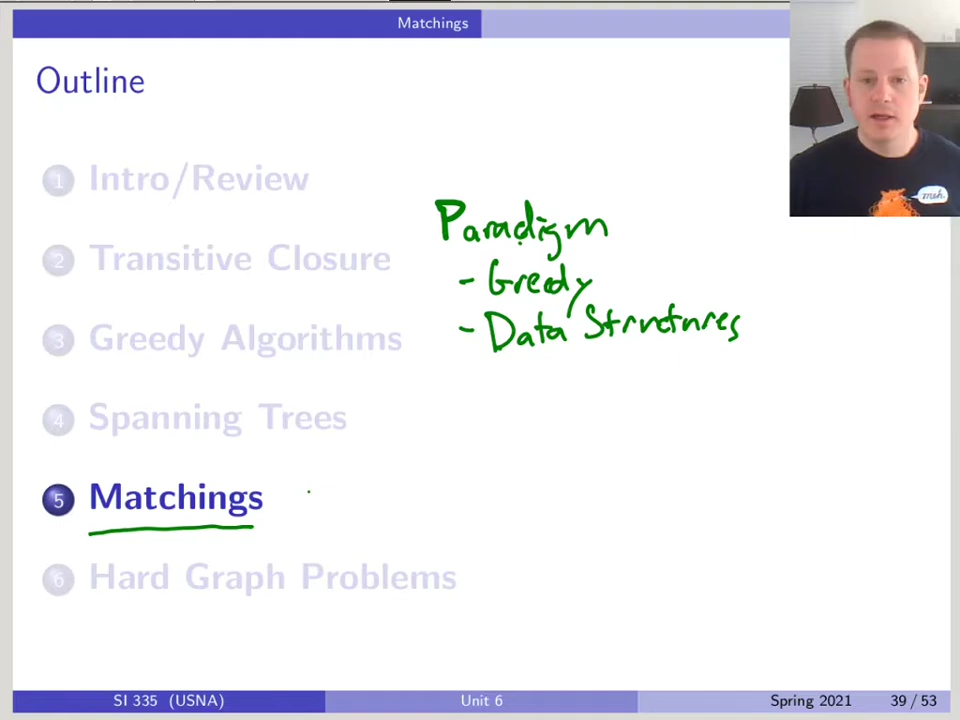 Matchings
Outline
1 Intro/Review
2 Transitive Closure
3 Greedy Algorithms
4 Spanning Trees
5 Matchings
6 Hard Graph Problems
Paradigm
- Greedy
- Data Structures
meh.
SI 335 (USNA) Unit 6 Spring 2021 39 / 53